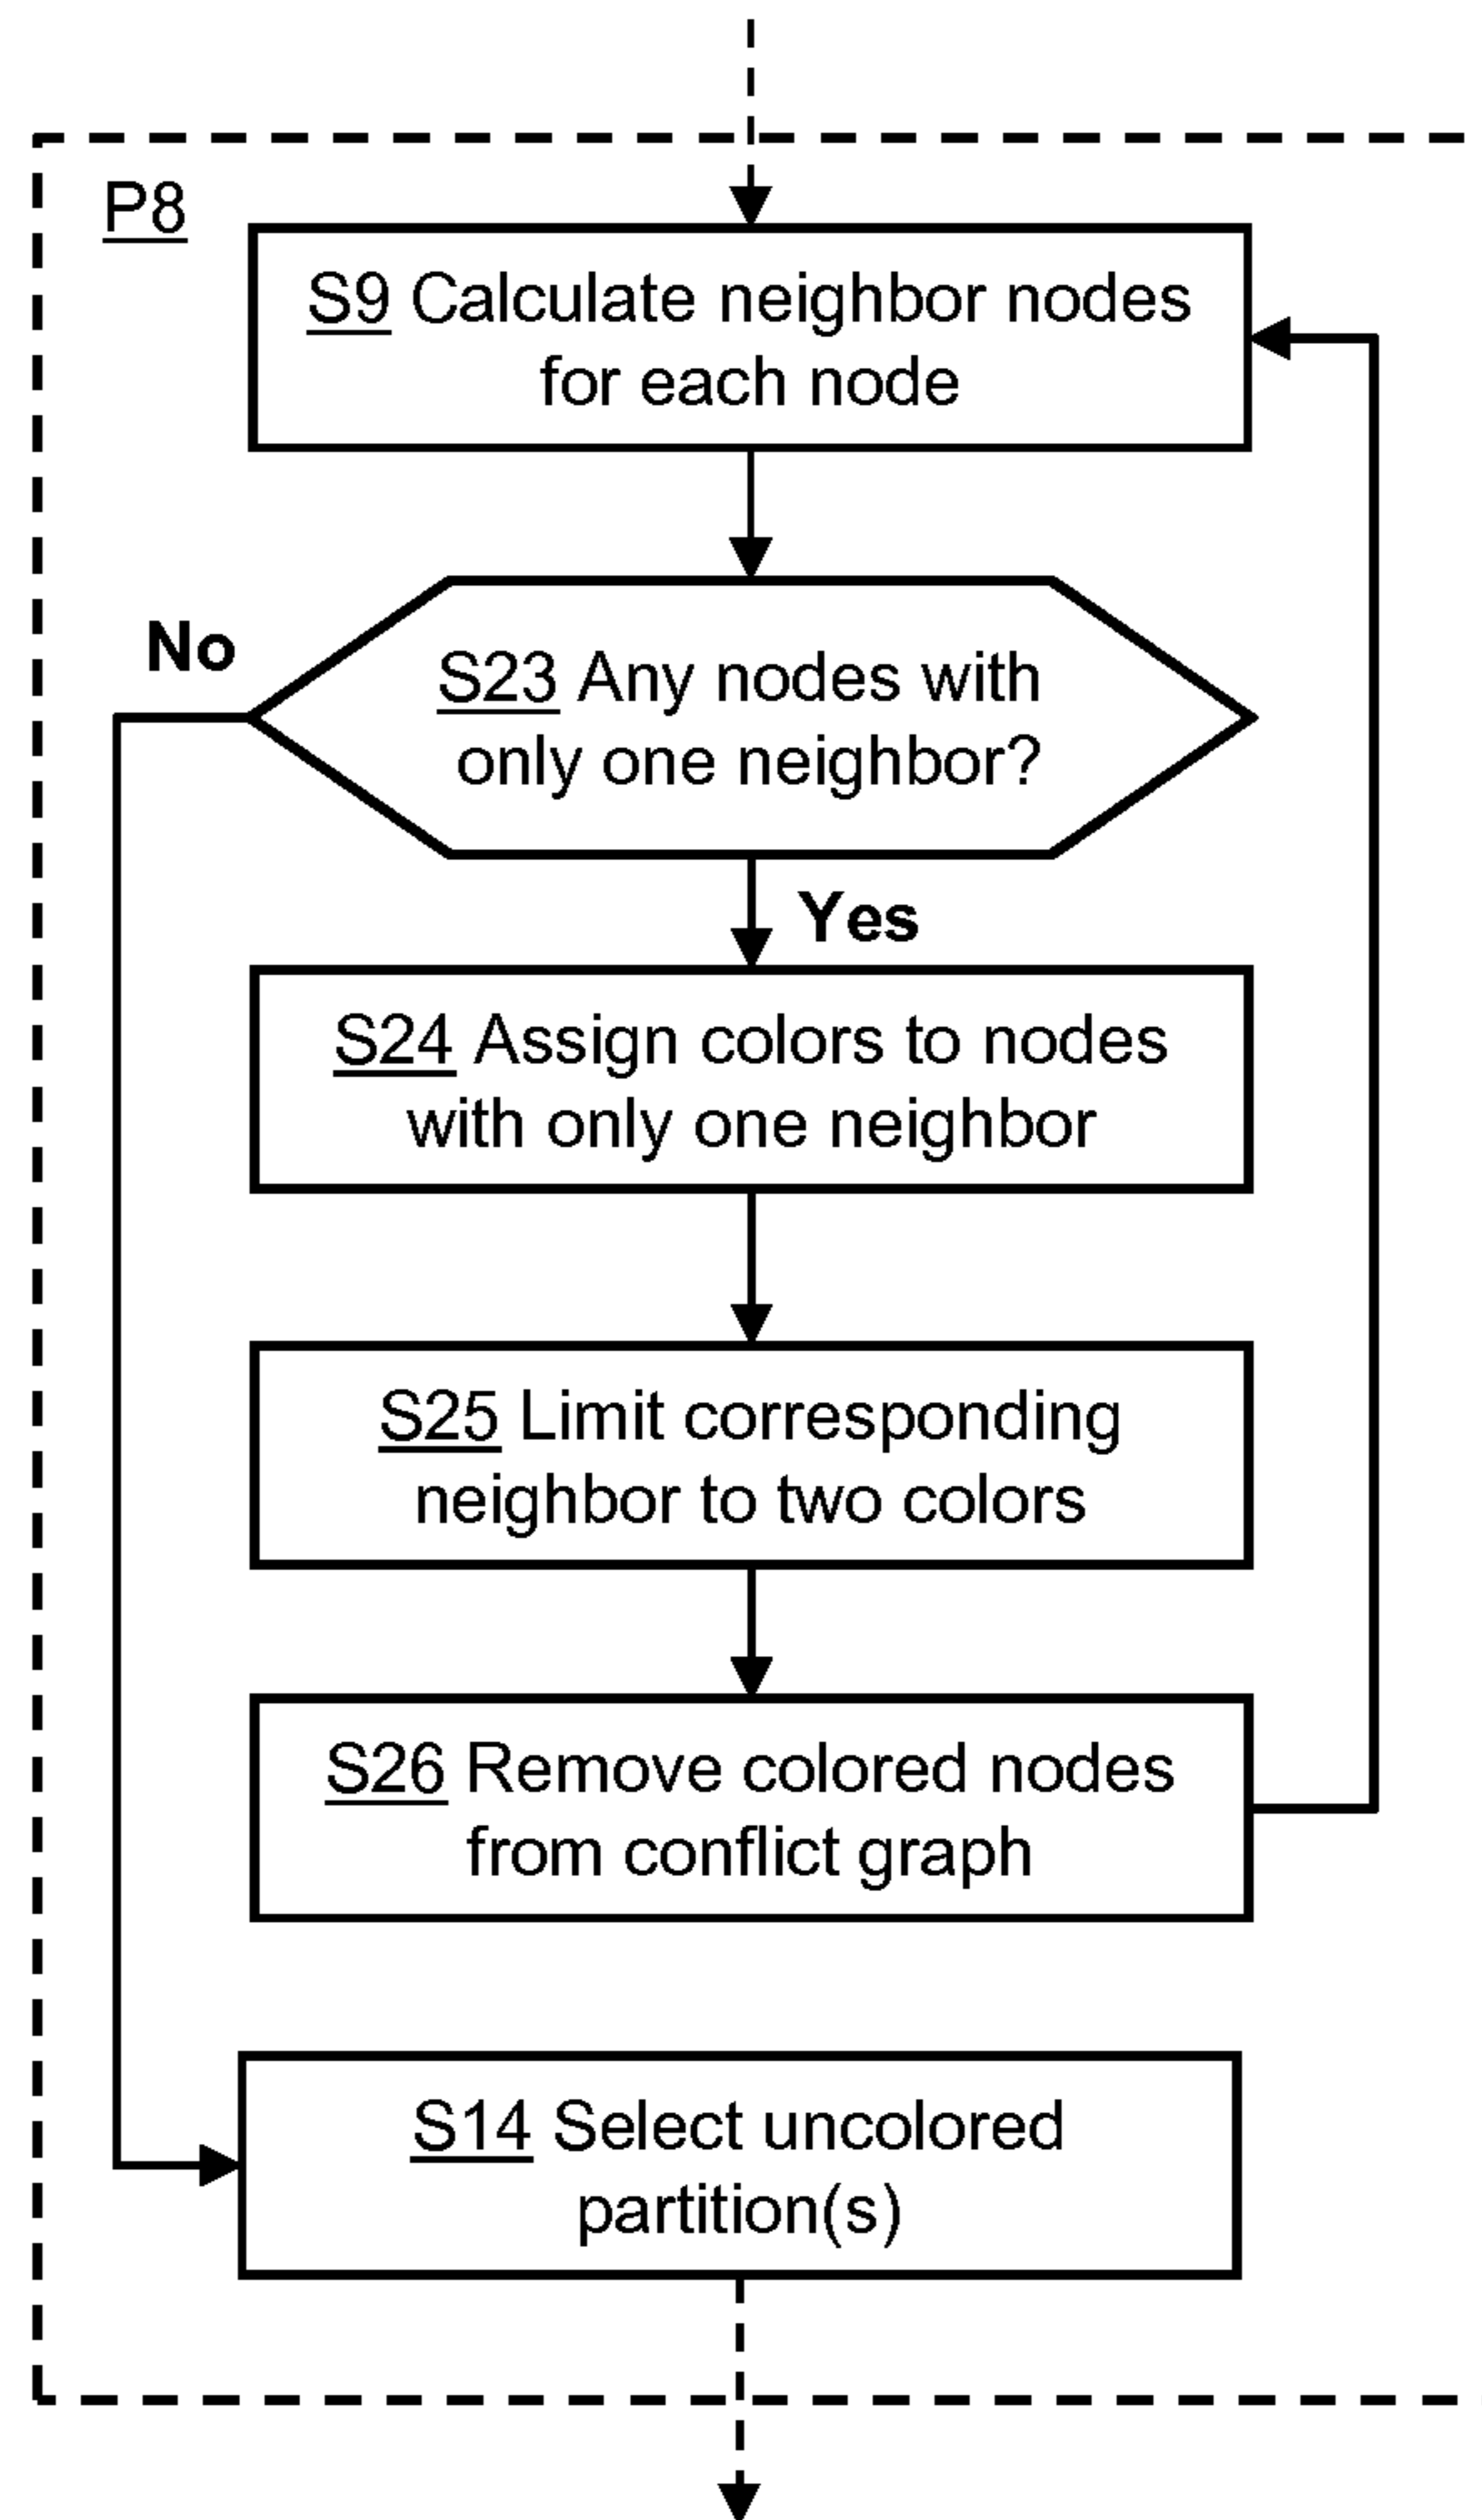 P8
S9 Calculate neighbor nodes
for each node
No
S23 Any nodes with
only one neighbor?
Yes
S24 Assign colors to nodes
with only one neighbor
S25 Limit corresponding
neighbor to two colors
S26 Remove colored nodes
from conflict graph
S14 Select uncolored
partition(s)